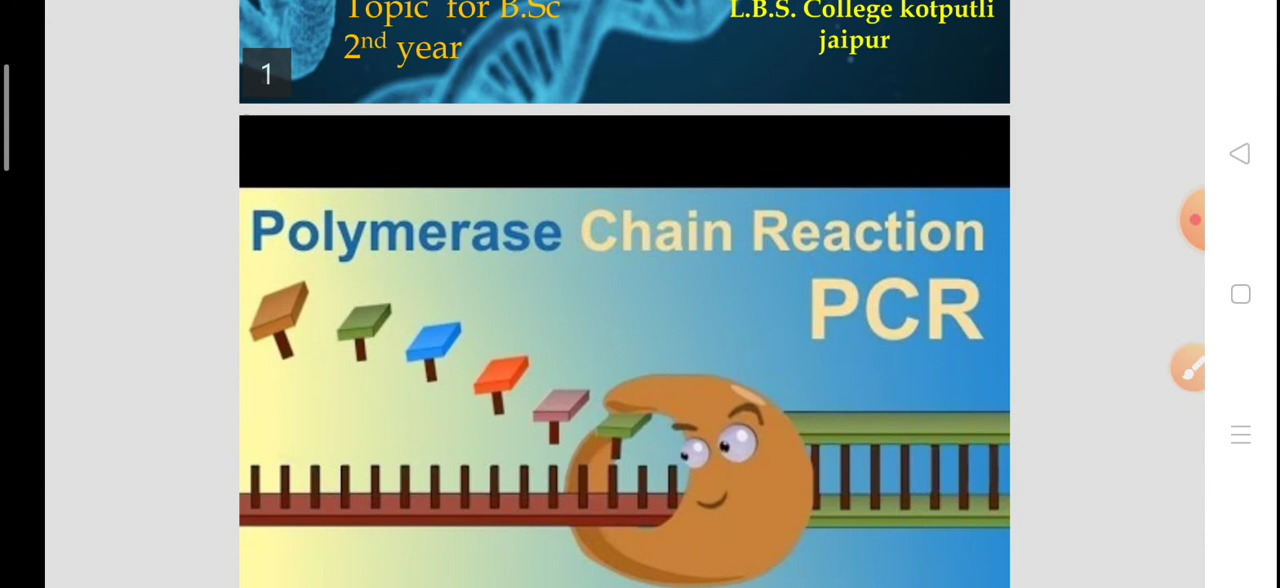 Topic for B.Sc
2nd year
L.B.S. College kotputli
jaipur
1
Polymerase Chain Reaction
PCR